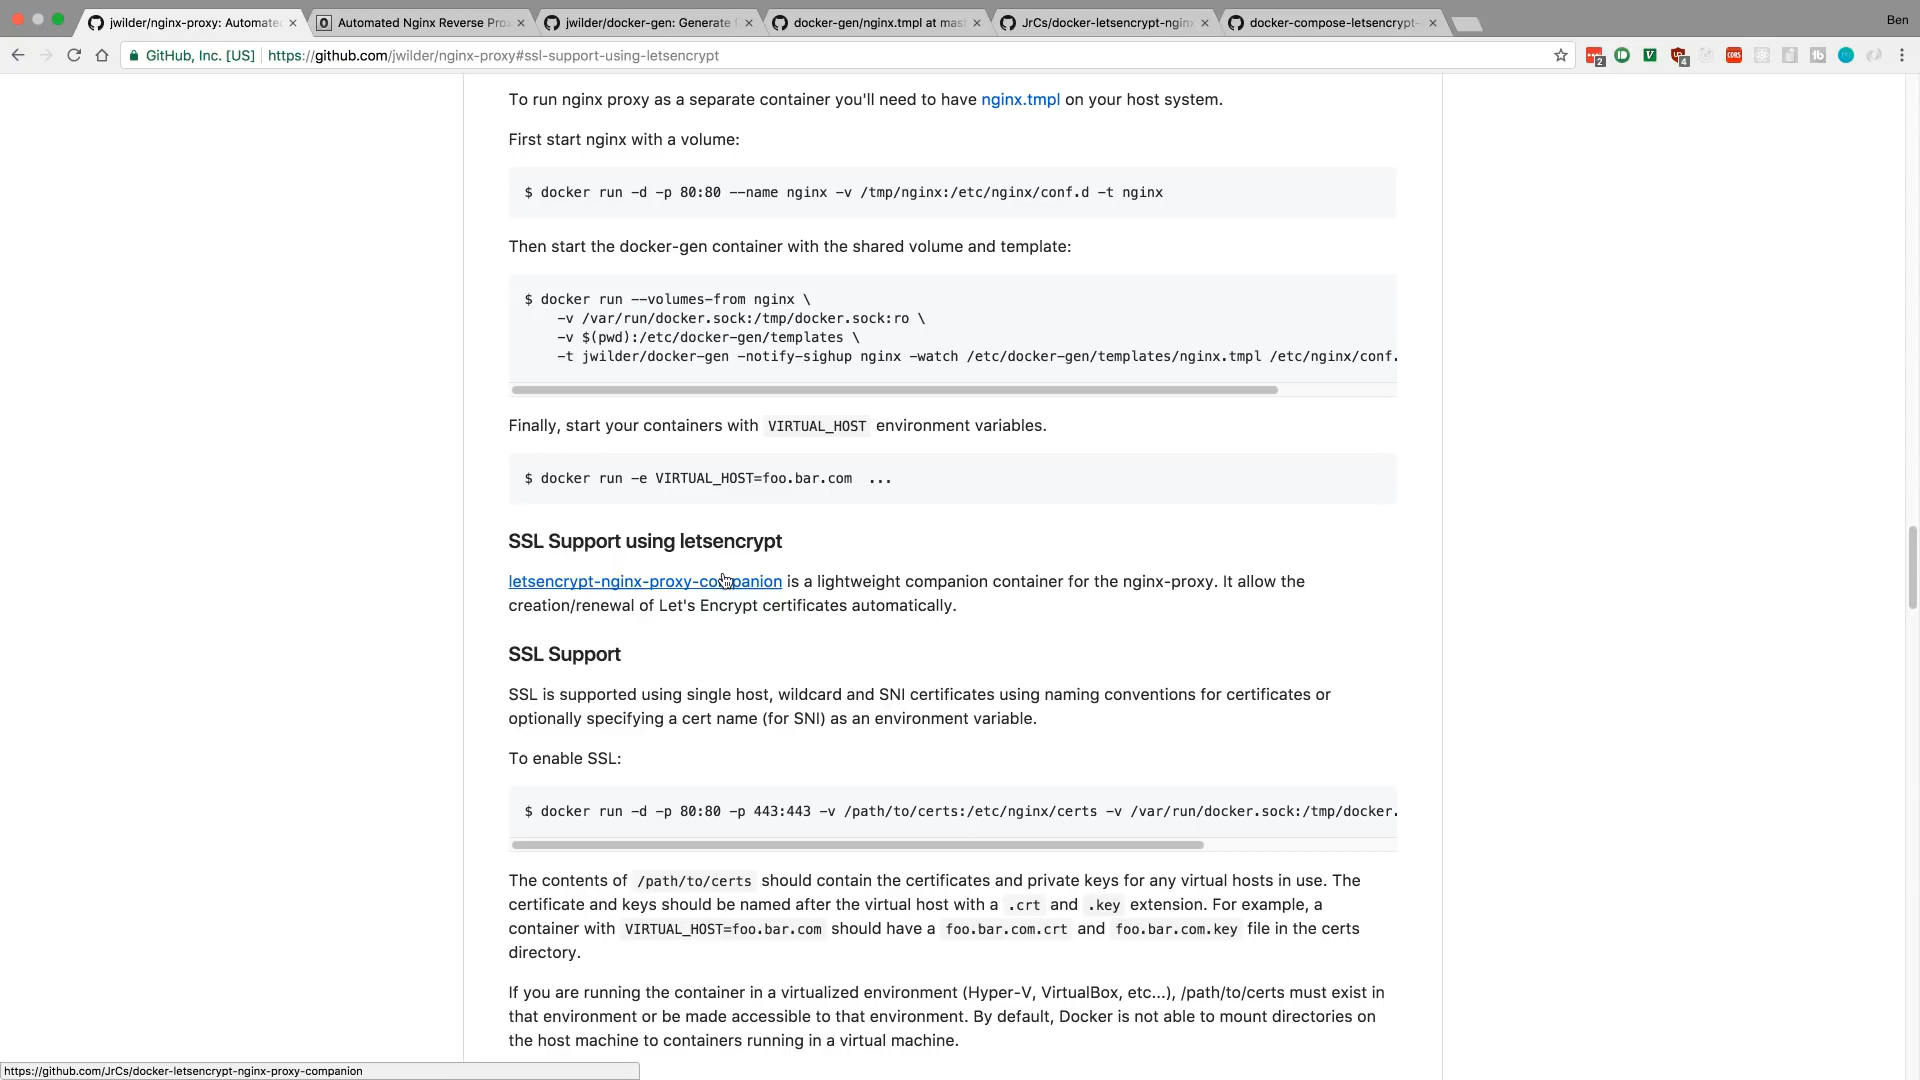 jwilder/nginx-proxy: Automate
Automated Nginx Reverse Pro
jwilder/docker-gen: Generate f
docker-gen/nginx.tmpl at mas
JrCs/docker-letsencrypt-nginx
docker-compose-letsencrypt-
Ben
GitHub, Inc. [US] https://github.com/jwilder/nginx-proxy#ssl-support-using-letsencrypt
To run nginx proxy as a separate container you'll need to have nginx.tmpl on your host system.
First start nginx with a volume:
$ docker run -d -p 80:80 --name nginx -v /tmp/nginx:/etc/nginx/conf.d -t nginx
Then start the docker-gen container with the shared volume and template:
$ docker run --volumes-from nginx \
-v /var/run/docker.sock:/tmp/docker.sock:ro \
-v $(pwd):/etc/docker-gen/templates \
-t jwilder/docker-gen -notify-sighup nginx -watch /etc/docker-gen/templates/nginx.tmpl /etc/nginx/conf.
Finally, start your containers with VIRTUAL_HOST environment variables.
$ docker run -e VIRTUAL_HOST=foo.bar.com ...
SSL Support using letsencrypt
letsencrypt-nginx-proxy-companion is a lightweight companion container for the nginx-proxy. It allow the
creation/renewal of Let's Encrypt certificates automatically.
SSL Support
SSL is supported using single host, wildcard and SNI certificates using naming conventions for certificates or
optionally specifying a cert name (for SNI) as an environment variable.
To enable SSL:
$ docker run -d -p 80:80 -p 443:443 -v /path/to/certs:/etc/nginx/certs -v /var/run/docker.sock:/tmp/docker.
The contents of /path/to/certs should contain the certificates and private keys for any virtual hosts in use. The
certificate and keys should be named after the virtual host with a .crt and .key extension. For example, a
container with VIRTUAL_HOST=foo.bar.com should have a foo.bar.com.crt and foo.bar.com.key file in the certs
directory.
If you are running the container in a virtualized environment (Hyper-V, VirtualBox, etc...), /path/to/certs must exist in
that environment or be made accessible to that environment. By default, Docker is not able to mount directories on
the host machine to containers running in a virtual machine.
https://github.com/JrCs/docker-letsencrypt-nginx-proxy-companion